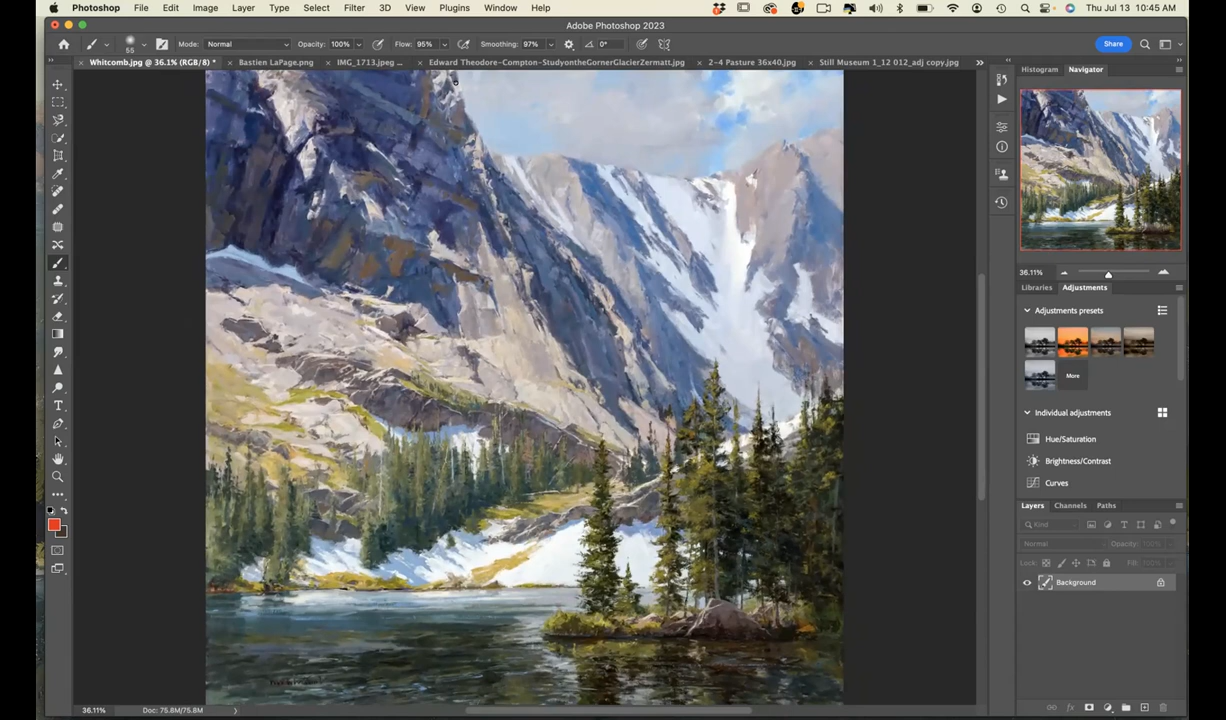 Photoshop File Edit Image Layer Type Select Filter 3D View Plugins Window Help Thu Jul 13 10:45 AM
Adobe Photoshop 2023
55 Mode: Normal Opacity: 100% Flow: 95% Smoothing: 97% 0° Share
Whitcomb.jpg @ 36.1% (RGB/8) * Bastien LaPage.png IMG_1713.jpeg ... Edward Theodore-Compton-StudyontheGornerGlacierZermatt.jpg 2-4 Pasture 36x40.jpg Still Museum 1_12 012_adj copy.jpg
Histogram Navigator
36.11%
Libraries Adjustments
Adjustments presets
More
Individual adjustments
Hue/Saturation
Brightness/Contrast
Curves
Layers Channels Paths
Kind
Normal Opacity: 100%
Lock: Fill: 100%
Background
36.11% Doc: 75.8M/75.8M